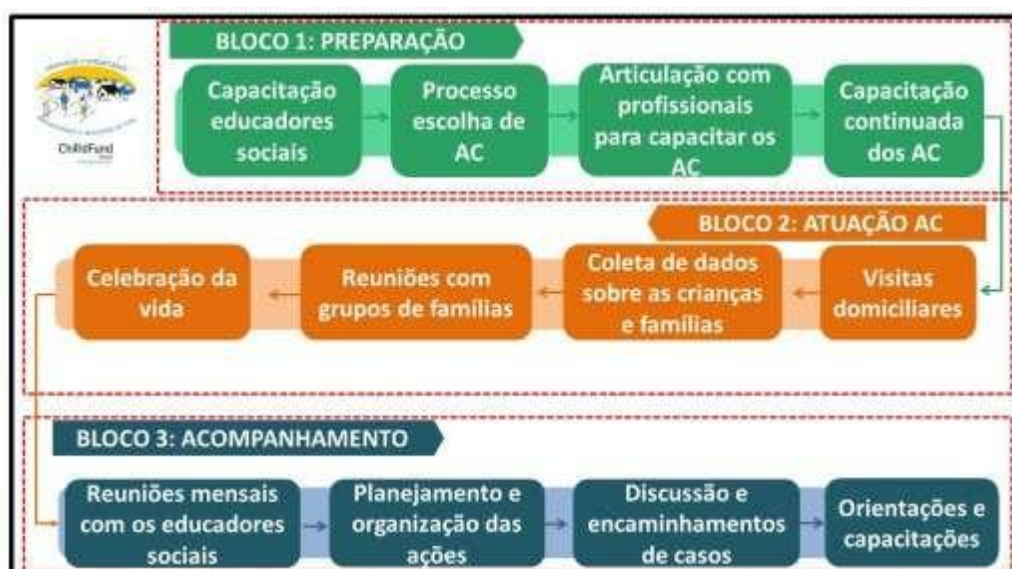 BLOCO 1: PREPARAÇÃO
Capacitação
educadores
sociais
Processo
escolha de
AC
Articulação com
profissionais
para capacitar os
AC
Capacitação
continuada
dos AC
ChildFund
BLOCO 2: ATUAÇÃO AC
Visitas
domiciliares
Coleta de dados
sobre as crianças
e famílias
Reuniões com
grupos de famílias
Celebração da
vida
BLOCO 3: ACOMPANHAMENTO
Reuniões mensais
com os educadores
sociais
Planejamento e
organização das
ações
Discussão e
encaminhamentos
de casos
Orientações e
capacitações